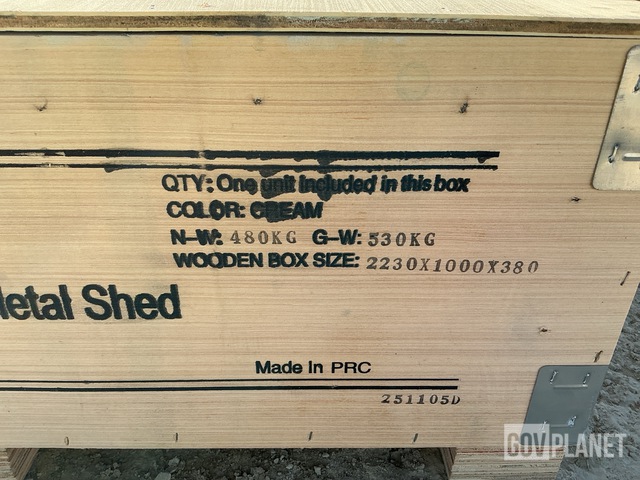 QTY: One unit included in this box
COLOR: CREAM
N-W: 480KG G-W: 530KG
WOODEN BOX SIZE: 2230X1000X380
etal Shed
Made In PRC
251105D
GOVPLANET